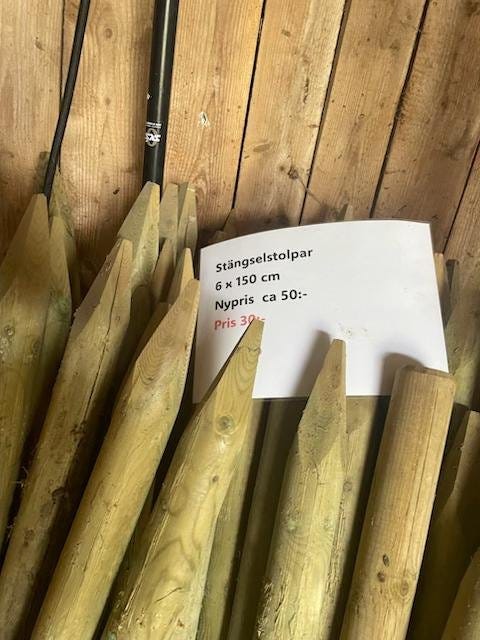 Stängselstolpar
6 x 150 cm
Nypris ca 50:-
Pris 30:-